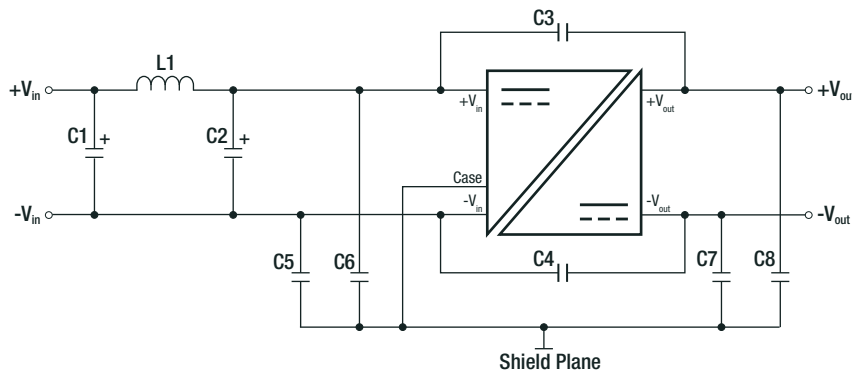 C3
L1
+Vin
+Vin
+Vout
+Vou
C1 +
C2 +
Case
-Vin
-Vin
-Vout
-Vout
C5
C6
C4
C7
C8
Shield Plane